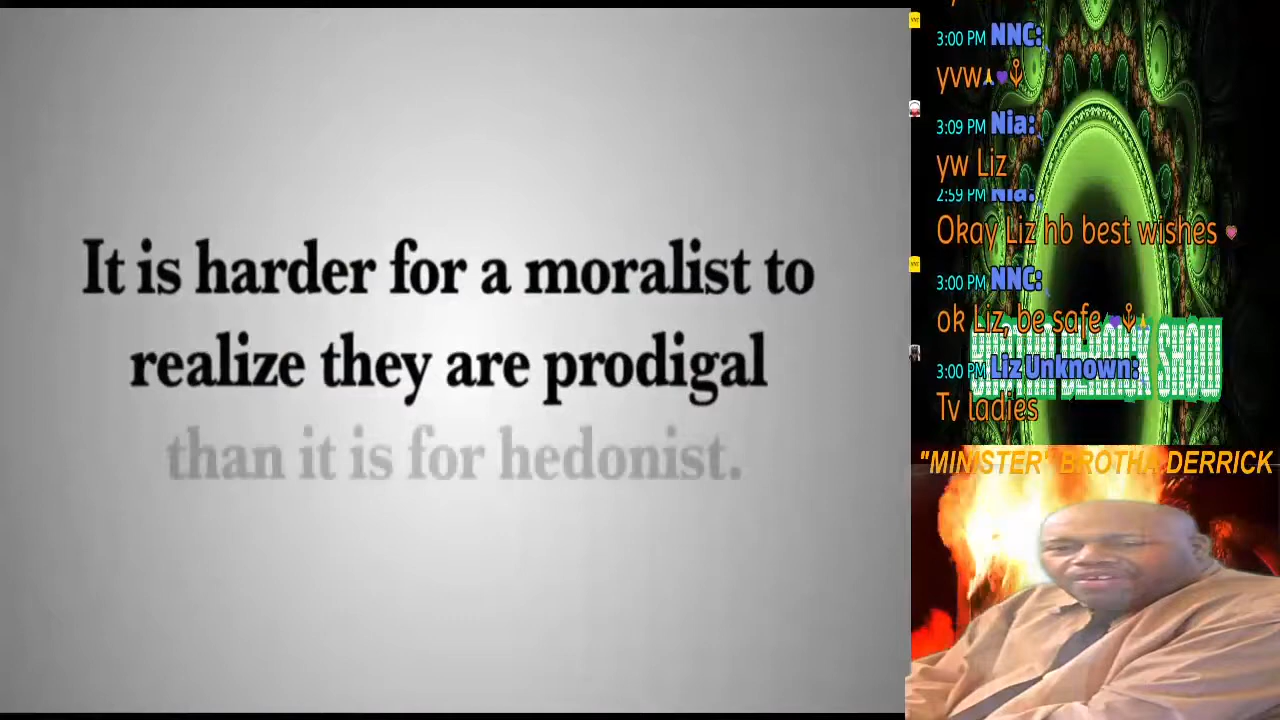 It is harder for a moralist to
realize they are prodigal
than it is for hedonist.
3:00 PM NNC:
yvw🙏💜⚓
3:09 PM Nia:
yw Liz
2:59 PM Nia:
Okay Liz hb best wishes 💗
3:00 PM NNC:
ok Liz, be safe💜⚓🙏
SHOW
3:00 PM Liz Unknown:
Tv ladies
"MINISTER" BROTHA DERRICK